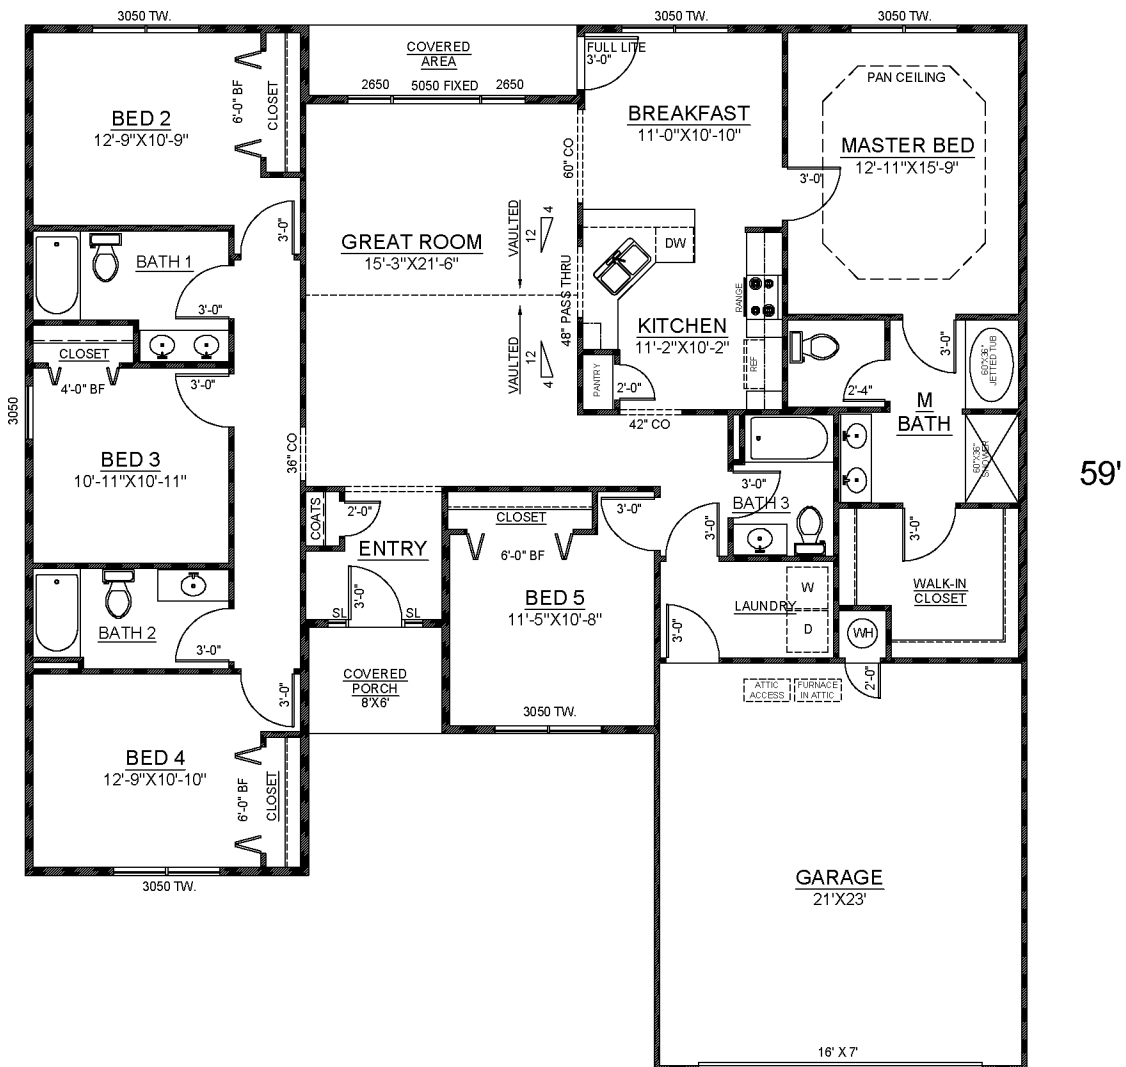 3050 TW.
3050 TW.
3050 TW.
COVERED
AREA
FULL LITE
3'-0"
PAN CEILING
2650
5050 FIXED
2650
BED 2
12'-9"X10'-9"
6'-0" BF
CLOSET
BREAKFAST
11'-0"X10'-10"
MASTER BED
12'-11"X15'-9"
60" CO
3'-0"
3'-0"
GREAT ROOM
15'-3"X21'-6"
VAULTED
12
4
DW
BATH 1
3'-0"
48" PASS THRU
RANGE
KITCHEN
11'-2"X10'-2"
CLOSET
4'-0" BF
3'-0"
VAULTED
12
4
PANTRY
2'-0"
REF
3'-0"
60"X36"
JETTED TUB
2'-4"
M
BATH
3050
42" CO
36" CO
BED 3
10'-11"X10'-11"
60"X36"
SHOWER
59'
3'-0"
BATH 3
COATS
2'-0"
CLOSET
3'-0"
3'-0"
3'-0"
ENTRY
6'-0" BF
BED 5
11'-5"X10'-8"
W
LAUNDRY
D
WALK-IN
CLOSET
3'-0"
SL
SL
BATH 2
3'-0"
3'-0"
WH
2'-0"
3'-0"
COVERED
PORCH
8'X6'
ATTIC
ACCESS
FURNACE
IN ATTIC
3050 TW.
BED 4
12'-9"X10'-10"
6'-0" BF
CLOSET
3050 TW.
GARAGE
21'X23'
16' X 7'